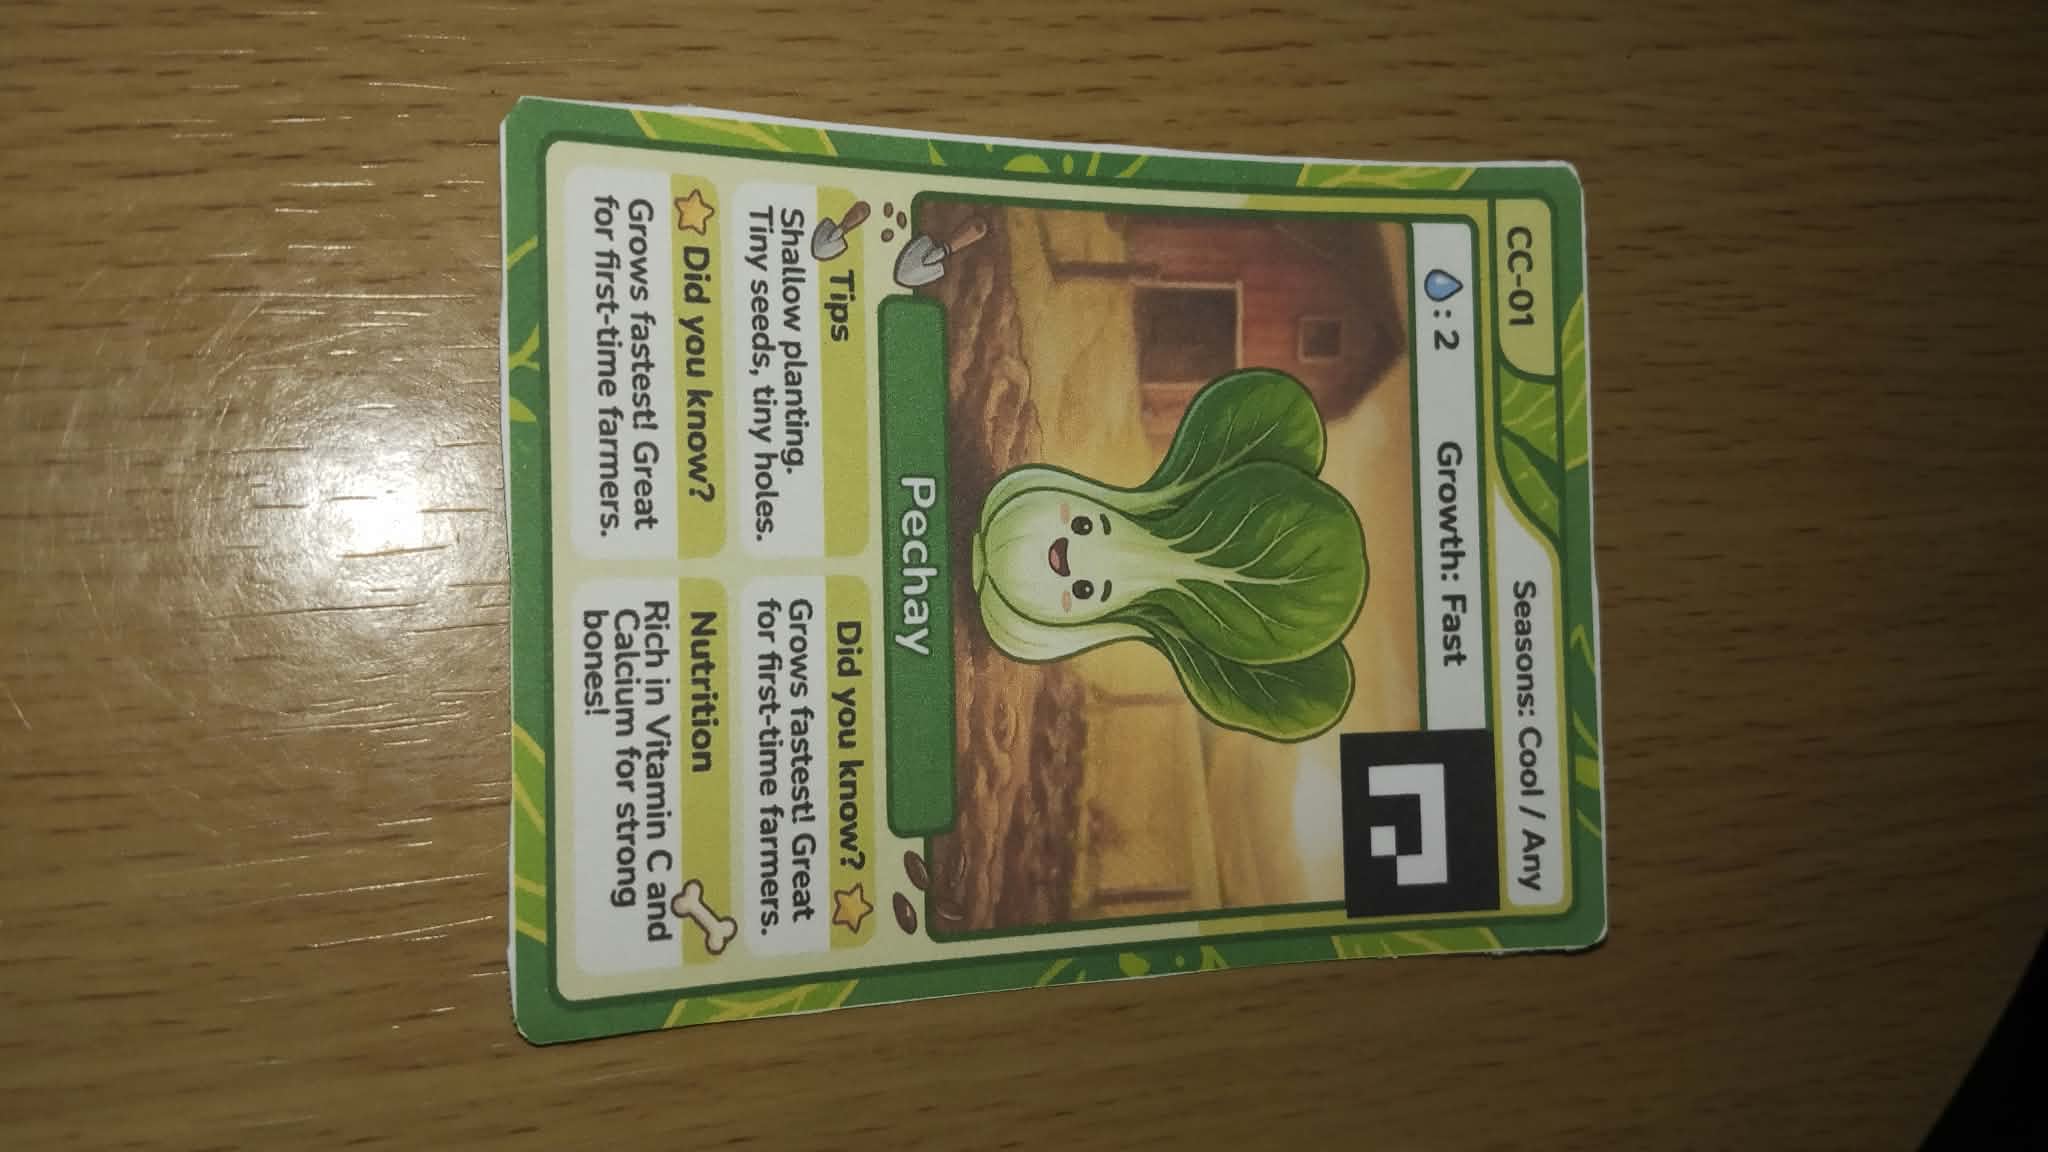 CC-01
Seasons: Cool / Any
: 2
Growth: Fast
Pechay
Tips
Shallow planting.
Tiny seeds, tiny holes.
Did you know?
Grows fastest! Great
for first-time farmers.
Did you know?
Grows fastest! Great
for first-time farmers.
Nutrition
Rich in Vitamin C and
Calcium for strong
bones!